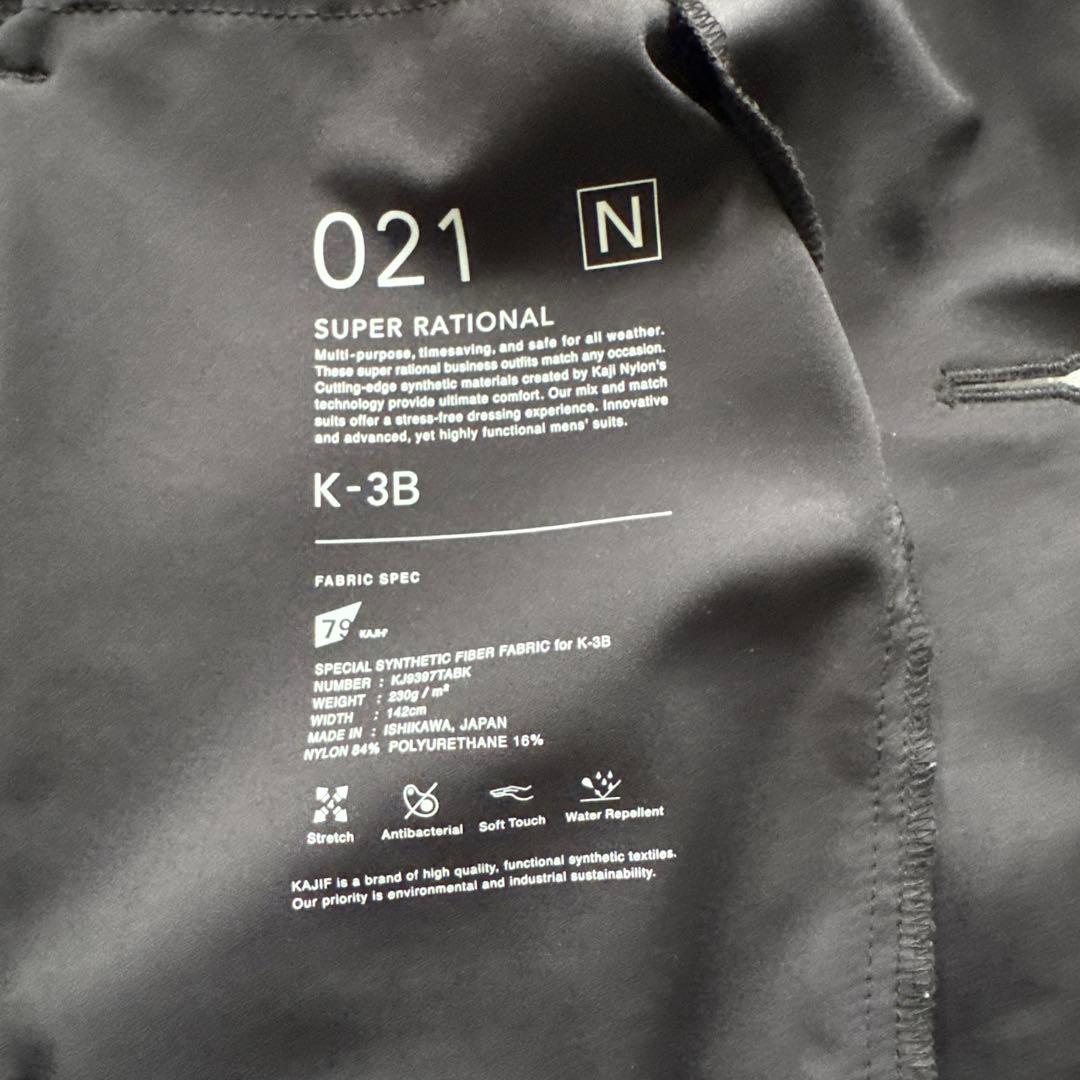 021 N
SUPER RATIONAL
Multi-purpose, timesaving, and safe for all weather.
These super rational business outfits match any occasion.
Cutting-edge synthetic materials created by Kaji Nylon's
technology provide ultimate comfort. Our mix and match
suits offer a stress-free dressing experience. Innovative
and advanced, yet highly functional mens' suits.
K-3B
FABRIC SPEC
79 KAJIF
SPECIAL SYNTHETIC FIBER FABRIC for K-3B
NUMBER : KJ9397TABK
WEIGHT : 230g / m²
WIDTH : 142cm
MADE IN : ISHIKAWA, JAPAN
NYLON 84% POLYURETHANE 16%
Stretch Antibacterial Soft Touch Water Repellent
KAJIF is a brand of high quality, functional synthetic textiles.
Our priority is environmental and industrial sustainability.